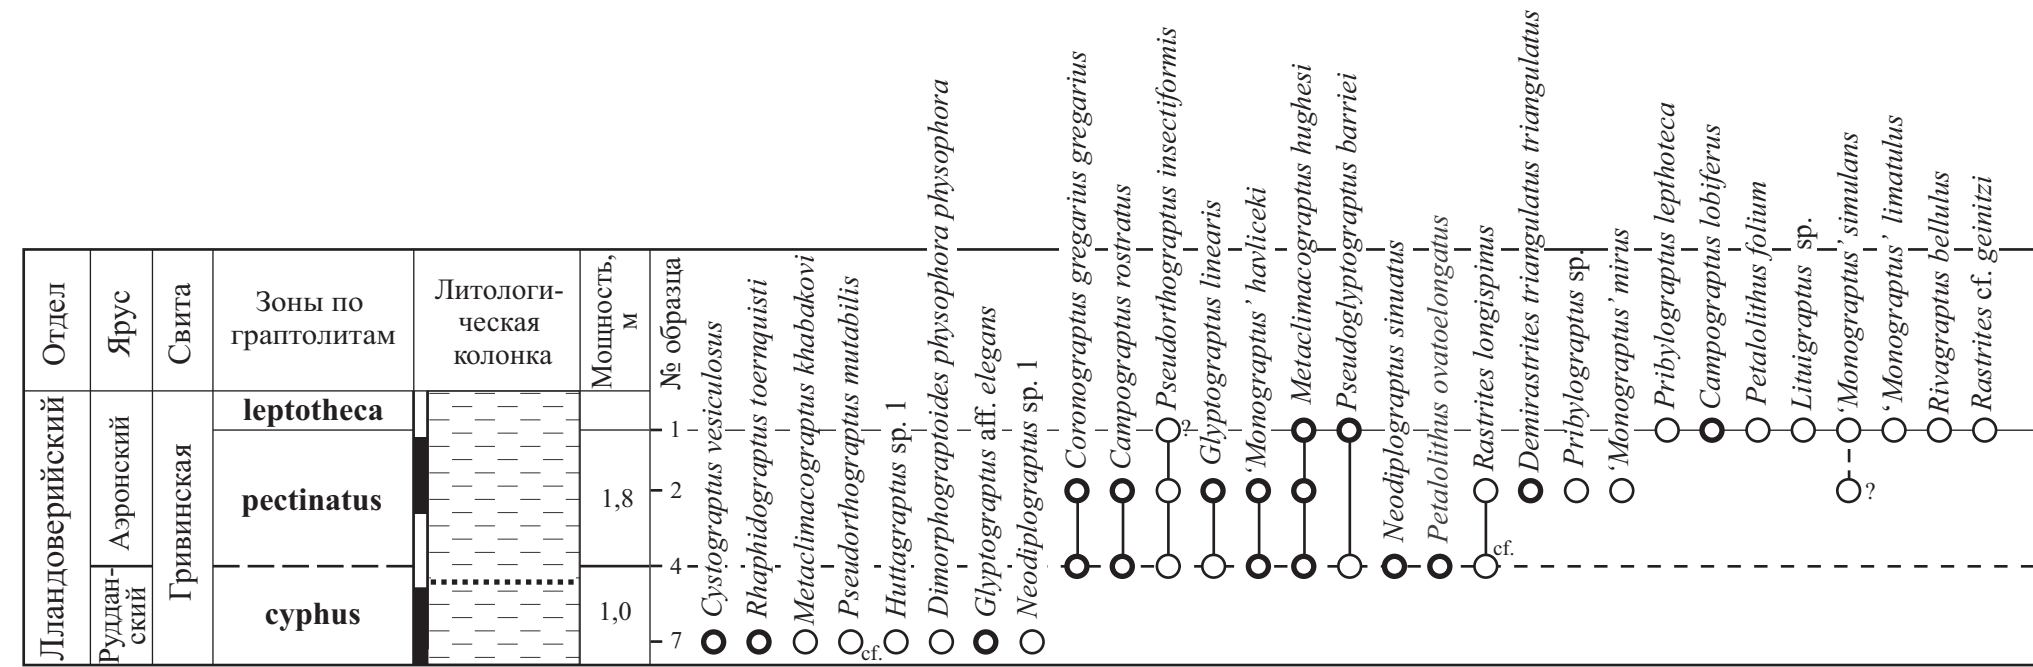 Отдел
Ярус
Свита
Зоны по
граптолитам
Литологи-
ческая
колонка
Мощность,
м
№ образца
Лландоверийский
Аэронский
Руддан-
ский
Гривинская
leptotheca
pectinatus
cyphus
1,8
1,0
1
2
4
7
Cystograptus vesiculosus
Rhaphidograptus toernquisti
Metaclimacograptus khabakovi
Pseudorthograptus mutabilis
cf.
Huttagraptus sp. 1
Dimorphograptoides physophora physophora
Glyptograptus aff. elegans
Neodiplograptus sp. 1
Coronograptus gregarius gregarius
Campograptus rostratus
Pseudorthograptus insectiformis
?
Glyptograptus linearis
‘Monograptus’ havliceki
Metaclimacograptus hughesi
Pseudoglyptograptus barriei
Neodiplograptus sinuatus
Petalolithus ovatoelongatus
Rastrites longispinus
cf.
Demirastrites triangulatus triangulatus
Pribylograptus sp.
‘Monograptus’ mirus
Pribylograptus lephoteca
Campograptus lobiferus
Petalolithus folium
Lituigraptus sp.
‘Monograptus’ simulans
?
‘Monograptus’ limatulus
Rivagraptus bellulus
Rastrites cf. geinitzi